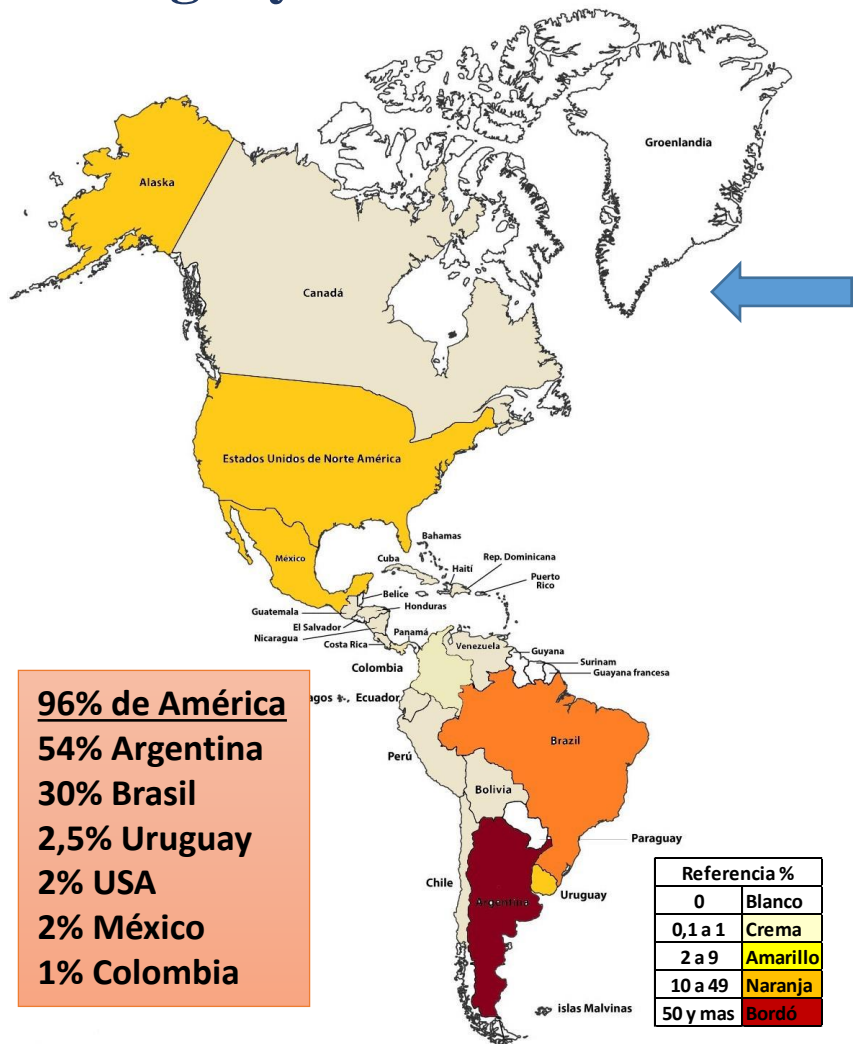 Groenlandia
Alaska
Canadá
Estados Unidos de Norte América
México
Bahamas
Cuba
Haití
Rep. Dominicana
Puerto
Rico
Belice
Guatemala
Honduras
El Salvador
Nicaragua
Panamá
Costa Rica
Venezuela
Guyana
Surinam
Guayana francesa
Colombia
agos
, Ecuador
Brazil
Perú
Bolivia
Paraguay
Chile
Uruguay
Argentina
islas Malvinas
96% de América
54% Argentina
30% Brasil
2,5% Uruguay
2% USA
2% México
1% Colombia
Referencia %
0 Blanco
0,1 a 1 Crema
2 a 9 Amarillo
10 a 49 Naranja
50 y mas Bordó